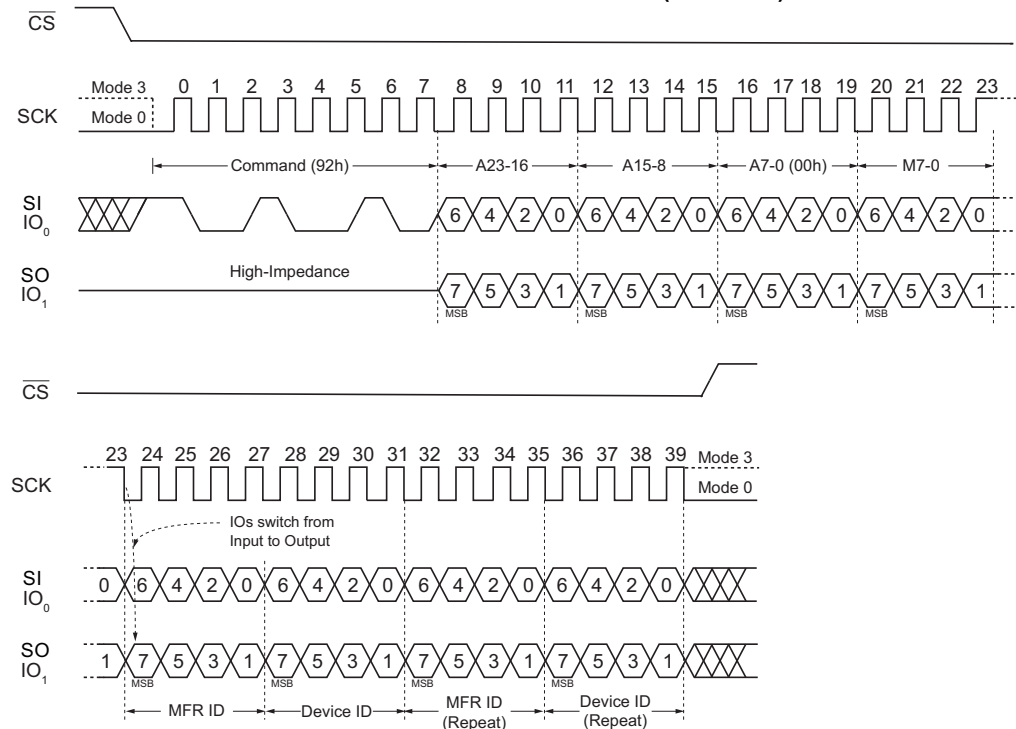 CS
Mode 3
0 1 2 3 4 5 6 7 8 9 10 11 12 13 14 15 16 17 18 19 20 21 22 23
SCK
Mode 0
Command (92h) A23-16 A15-8 A7-0 (00h) M7-0
SI
IO0
6 4 2 0 6 4 2 0 6 4 2 0 6 4 2 0
High-Impedance
SO
IO1
7 5 3 1 7 5 3 1 7 5 3 1 7 5 3 1
MSB MSB MSB MSB
CS
23 24 25 26 27 28 29 30 31 32 33 34 35 36 37 38 39
Mode 3
SCK
Mode 0
IOs switch from
Input to Output
SI
IO0
0 6 4 2 0 6 4 2 0 6 4 2 0 6 4 2 0
SO
IO1
1 7 5 3 1 7 5 3 1 7 5 3 1 7 5 3 1
MSB MSB MSB MSB
MFR ID Device ID MFR ID
(Repeat) Device ID
(Repeat)